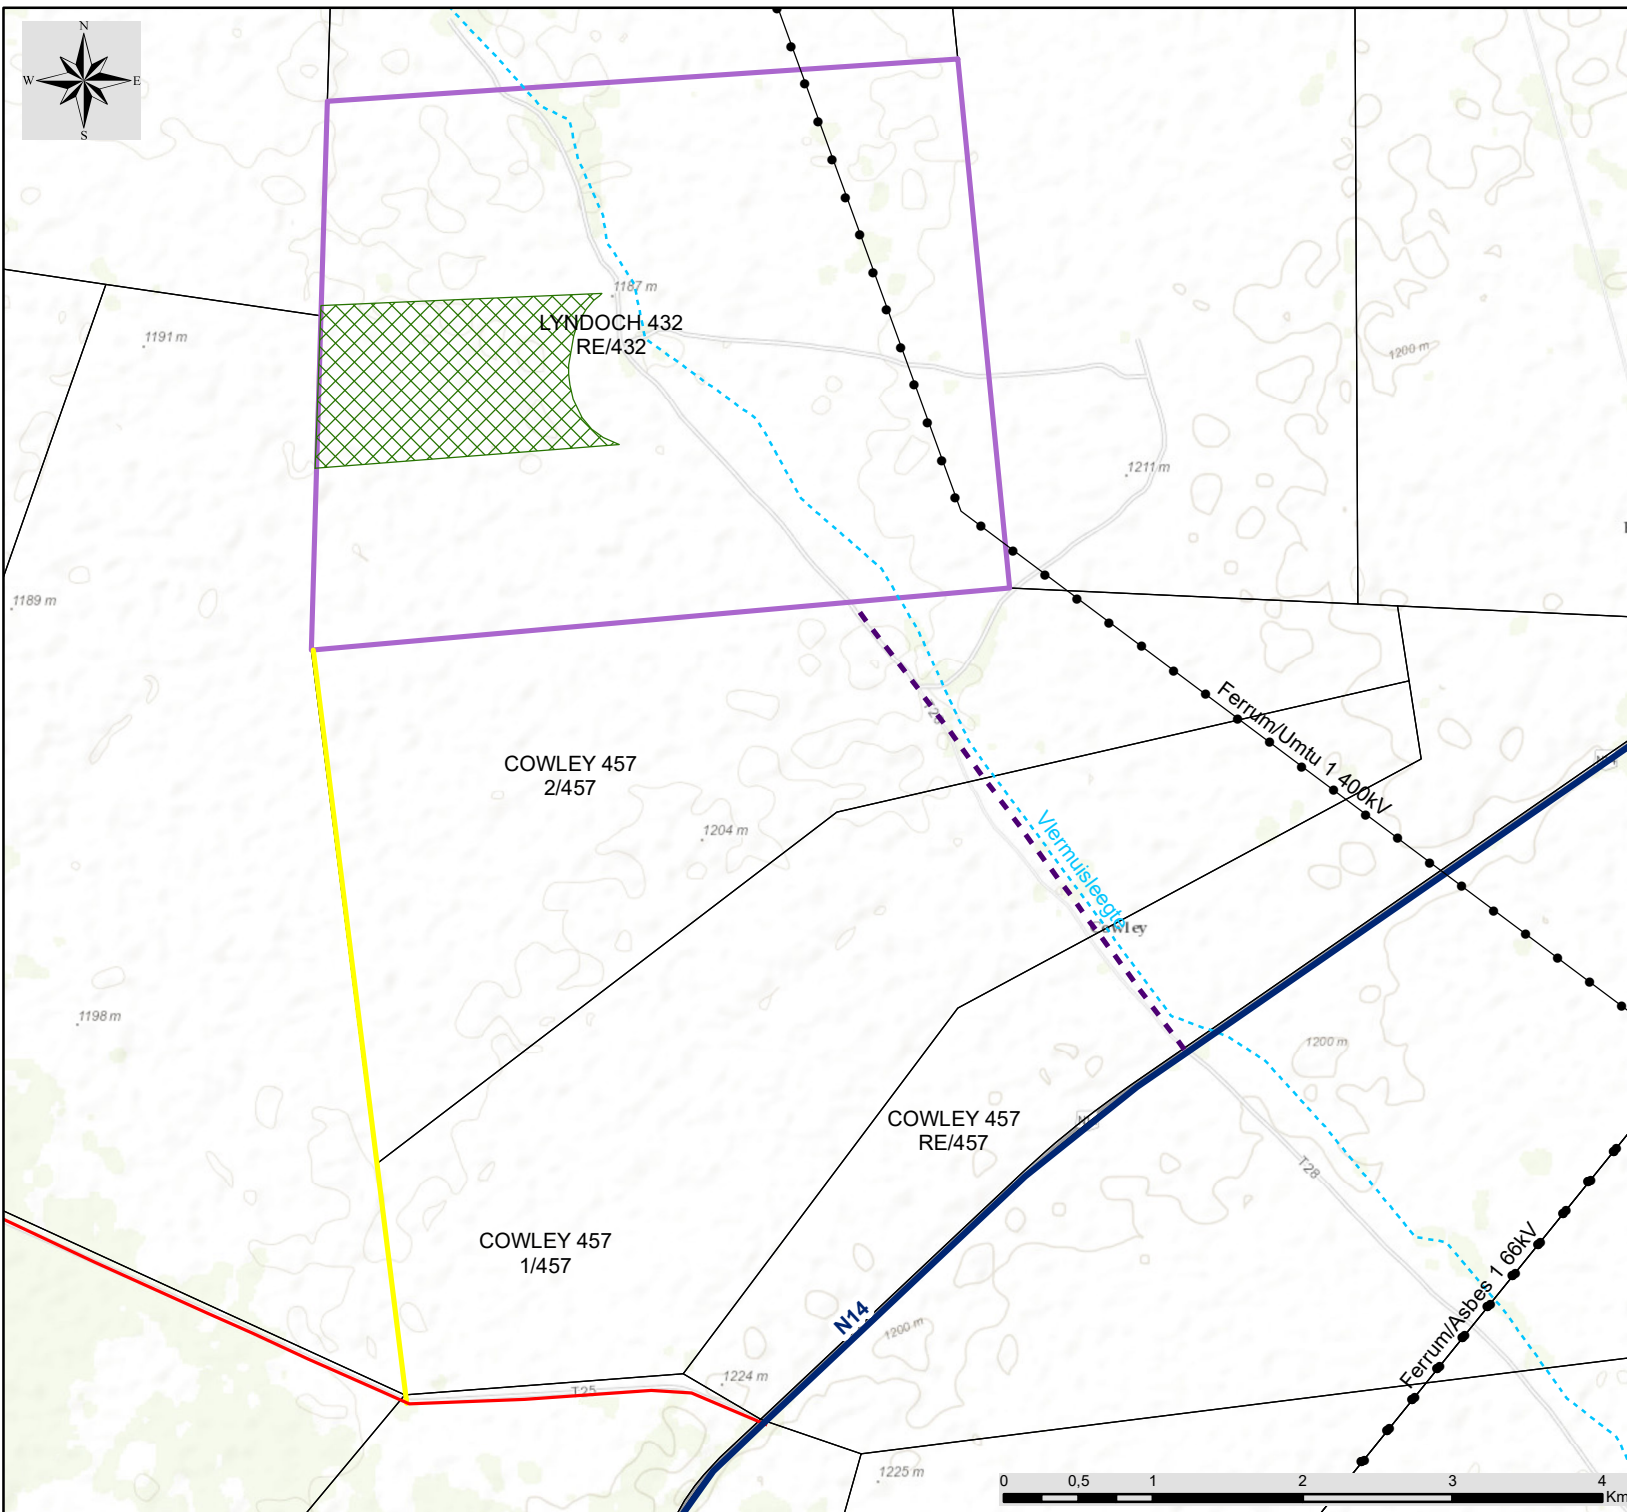 N
W
E
S
1187 m
LYNDOCH 432
RE/432
1191 m
1200 m
1211 m
1189 m
Ferrum/Umtu 1 400kV
COWLEY 457
2/457
1204 m
Vlermuisleegte
1198 m
1200 m
COWLEY 457
RE/457
T28
COWLEY 457
1/457
Ferrum/Asbes 1 66kV
N14
1200 m
1224 m
T25
1225 m
0 0,5 1 2 3 4
Km